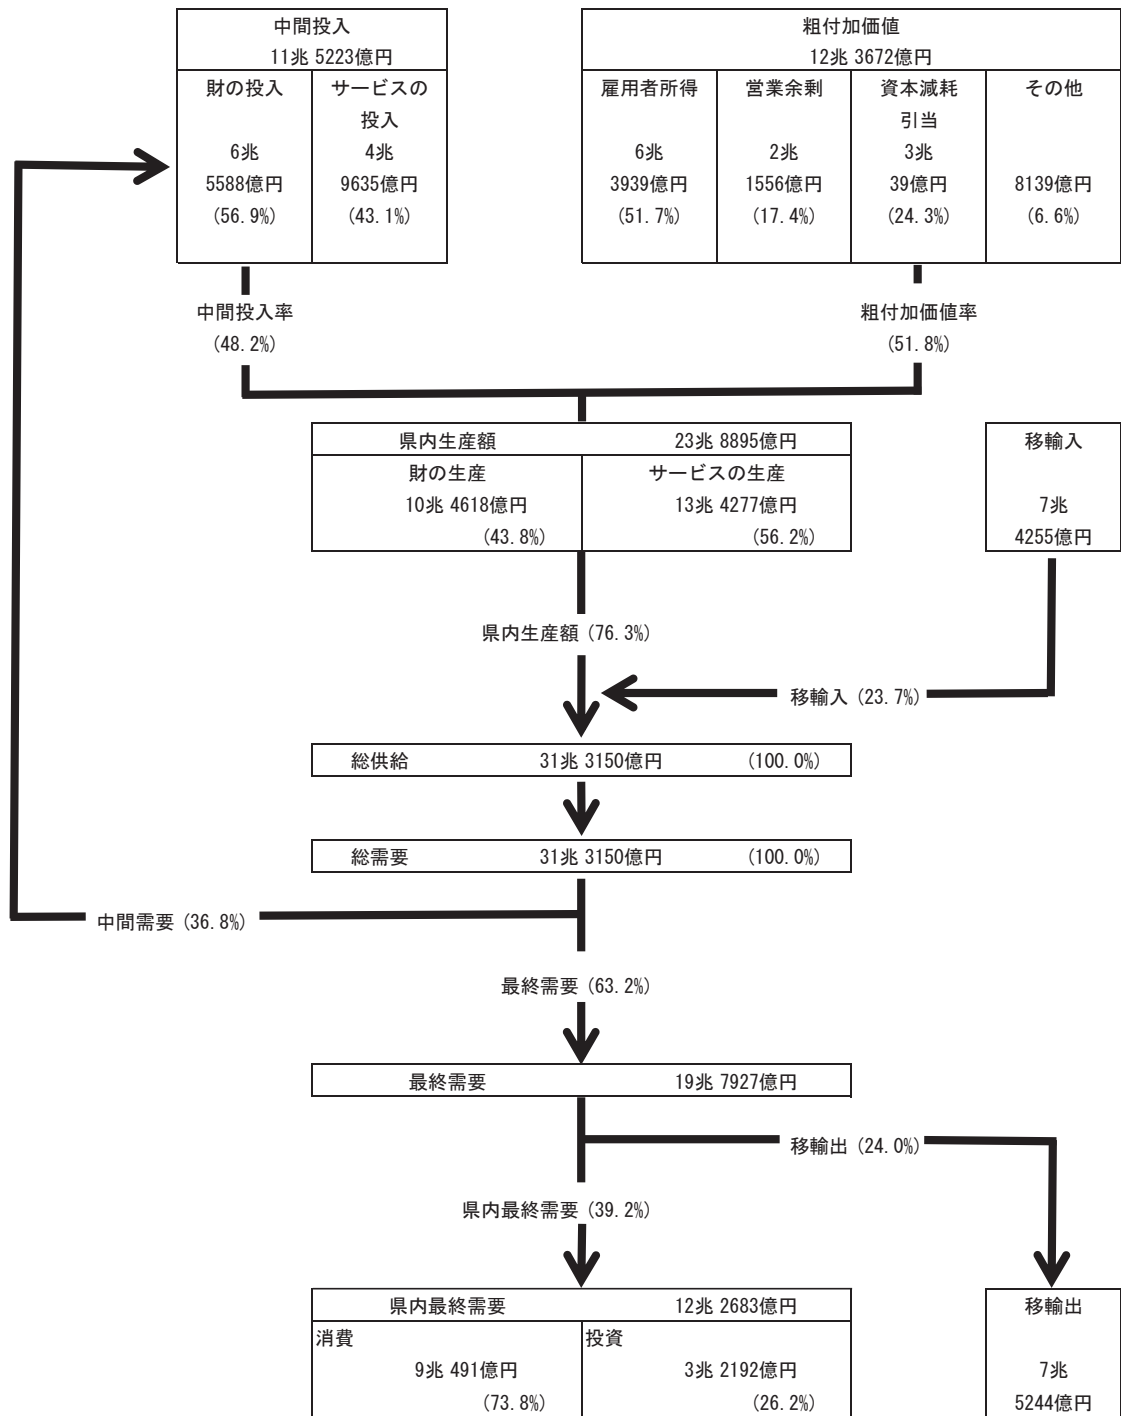 中間投入
11兆 5223億円
財の投入
6兆
5588億円
(56.9%)
サービスの
投入
4兆
9635億円
(43.1%)
粗付加価値
12兆 3672億円
雇用者所得
6兆
3939億円
(51.7%)
営業余剰
2兆
1556億円
(17.4%)
資本減耗
引当
3兆
39億円
(24.3%)
その他
8139億円
(6.6%)
中間投入率
(48.2%)
粗付加価値率
(51.8%)
県内生産額 23兆 8895億円
財の生産
10兆 4618億円
(43.8%)
サービスの生産
13兆 4277億円
(56.2%)
移輸入
7兆
4255億円
県内生産額 (76.3%)
移輸入 (23.7%)
総供給 31兆 3150億円 (100.0%)
総需要 31兆 3150億円 (100.0%)
中間需要 (36.8%)
最終需要 (63.2%)
最終需要 19兆 7927億円
移輸出 (24.0%)
県内最終需要 (39.2%)
県内最終需要 12兆 2683億円
消費
9兆 491億円
(73.8%)
投資
3兆 2192億円
(26.2%)
移輸出
7兆
5244億円